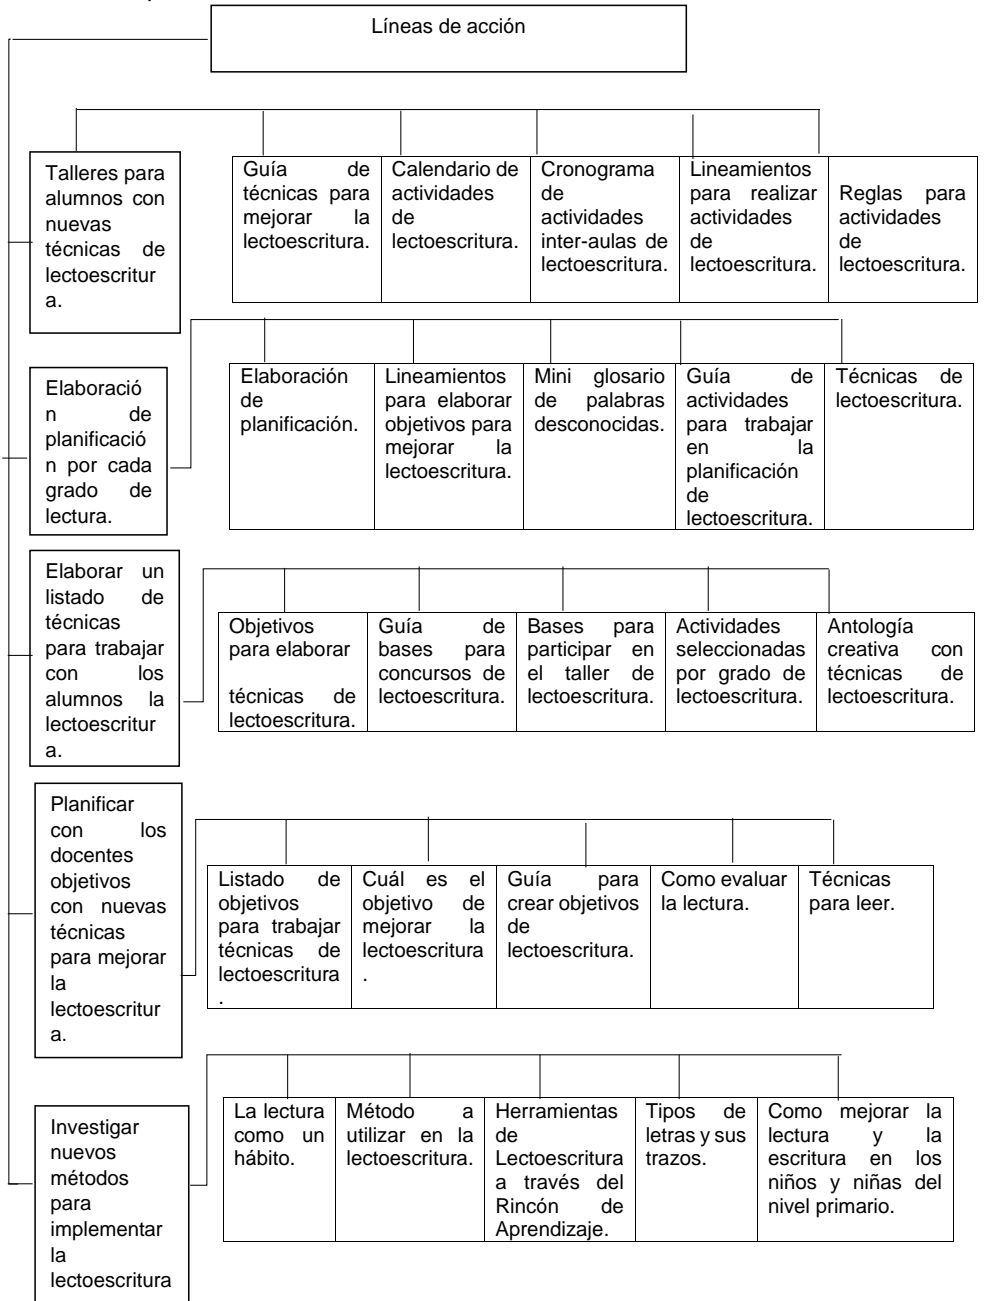 Líneas de acción
Talleres para
alumnos con
nuevas
técnicas de
lectoescritur
a.
Guía de
técnicas para
mejorar la
lectoescritura.
Calendario de
actividades
de
lectoescritura.
Cronograma
de
actividades
inter-aulas de
lectoescritura.
Lineamientos
para realizar
actividades
de
lectoescritura.
Reglas para
actividades
de
lectoescritura.
Elaboració
n de
planificació
n por cada
grado de
lectura.
Elaboración
de
planificación.
Lineamientos
para elaborar
objetivos para
mejorar la
lectoescritura.
Mini glosario
de palabras
desconocidas.
Guía de
actividades
para trabajar
en la
planificación
de
lectoescritura.
Técnicas de
lectoescritura.
Elaborar un
listado de
técnicas
para trabajar
con los
alumnos la
lectoescritur
a.
Objetivos
para elaborar
técnicas de
lectoescritura.
Guía de
bases para
concursos de
lectoescritura.
Bases para
participar en
el taller de
lectoescritura.
Actividades
seleccionadas
por grado de
lectoescritura.
Antología
creativa con
técnicas de
lectoescritura.
Planificar
con los
docentes
objetivos
con nuevas
técnicas
para mejorar
la
lectoescritur
a.
Listado de
objetivos
para trabajar
técnicas de
lectoescritura
.
Cuál es el
objetivo de
mejorar la
lectoescritura
.
Guía para
crear objetivos
de
lectoescritura.
Como evaluar
la lectura.
Técnicas
para leer.
Investigar
nuevos
métodos
para
implementar
la
lectoescritura
La lectura
como un
hábito.
Método a
utilizar en la
lectoescritura.
Herramientas
de
Lectoescritura
a través del
Rincón de
Aprendizaje.
Tipos de
letras y sus
trazos.
Como mejorar la
lectura y la
escritura en los
niños y niñas del
nivel primario.